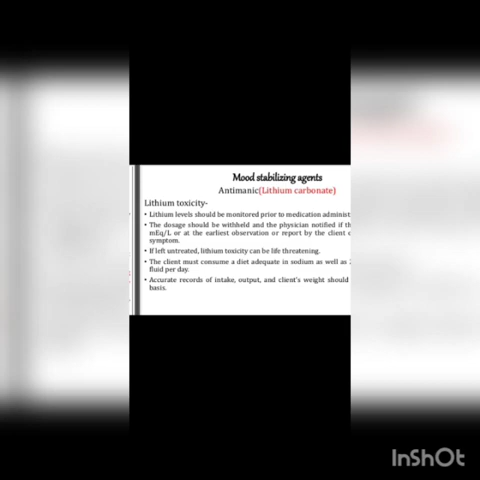 Mood stabilizing agents
Antimanic(Lithium carbonate)
Lithium toxicity-
• Lithium levels should be monitored prior to medication administ
• The dosage should be withheld and the physician notified if th
mEq/L or at the earliest observation or report by the client o
symptom.
• If left untreated, lithium toxicity can be life threatening.
• The client must consume a diet adequate in sodium as well as 2
fluid per day.
• Accurate records of intake, output, and client's weight should
basis.
InShOt